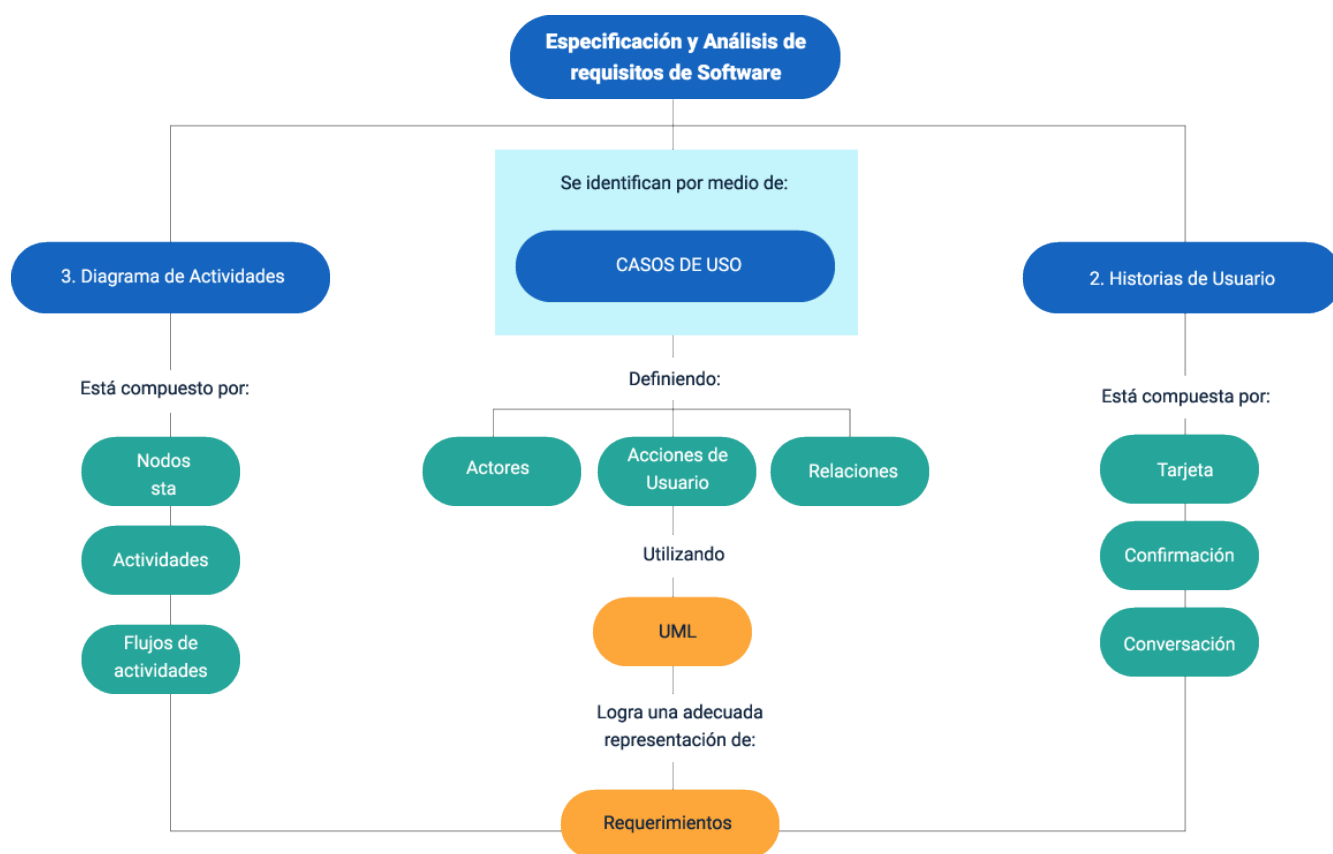 Especificación y Análisis de
requisitos de Software
Se identifican por medio de:
CASOS DE USO
3. Diagrama de Actividades
2. Historias de Usuario
Está compuesto por:
Definiendo:
Está compuesta por:
Nodos
sta
Actores
Acciones de
Usuario
Relaciones
Tarjeta
Actividades
Utilizando
Confirmación
Flujos de
actividades
UML
Conversación
Logra una adecuada
representación de:
Requerimientos